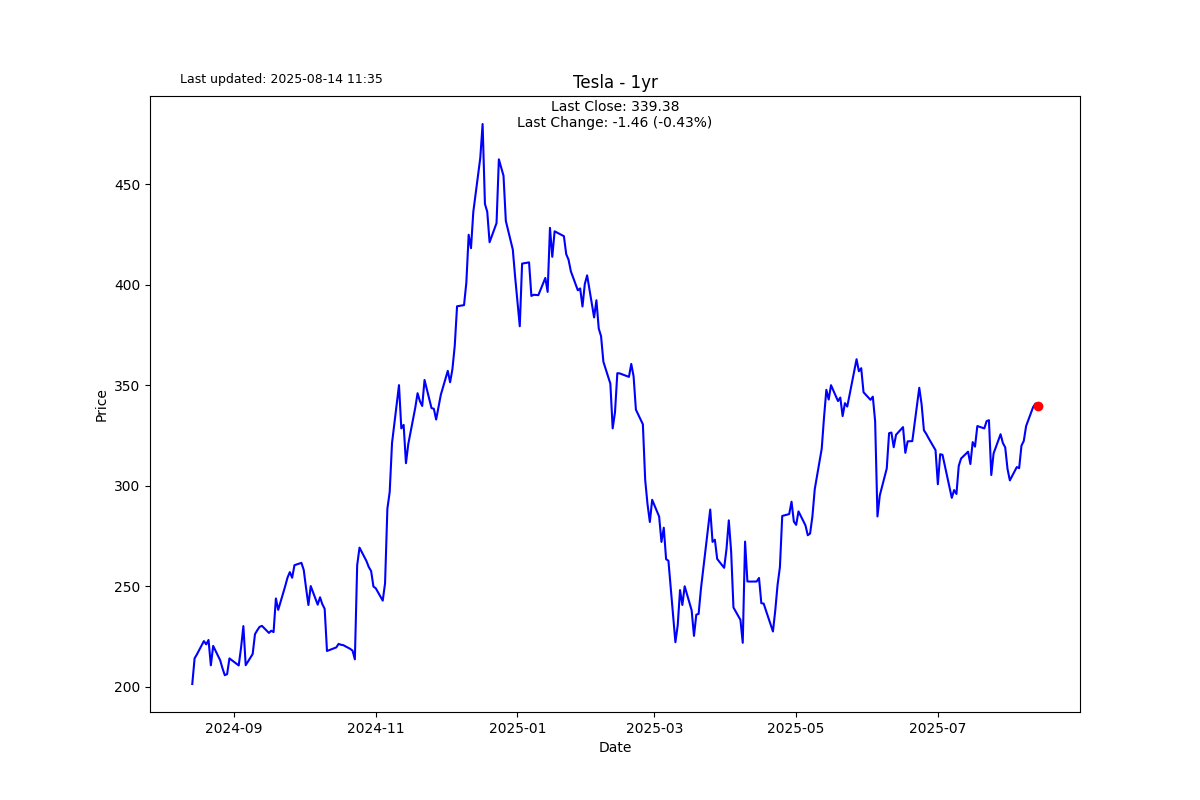 Last updated: 2025-08-14 11:35
Tesla - 1yr
Last Close: 339.38
Last Change: -1.46 (-0.43%)
450
400
350
300
250
200
Price
2024-09
2024-11
2025-01
2025-03
2025-05
2025-07
Date